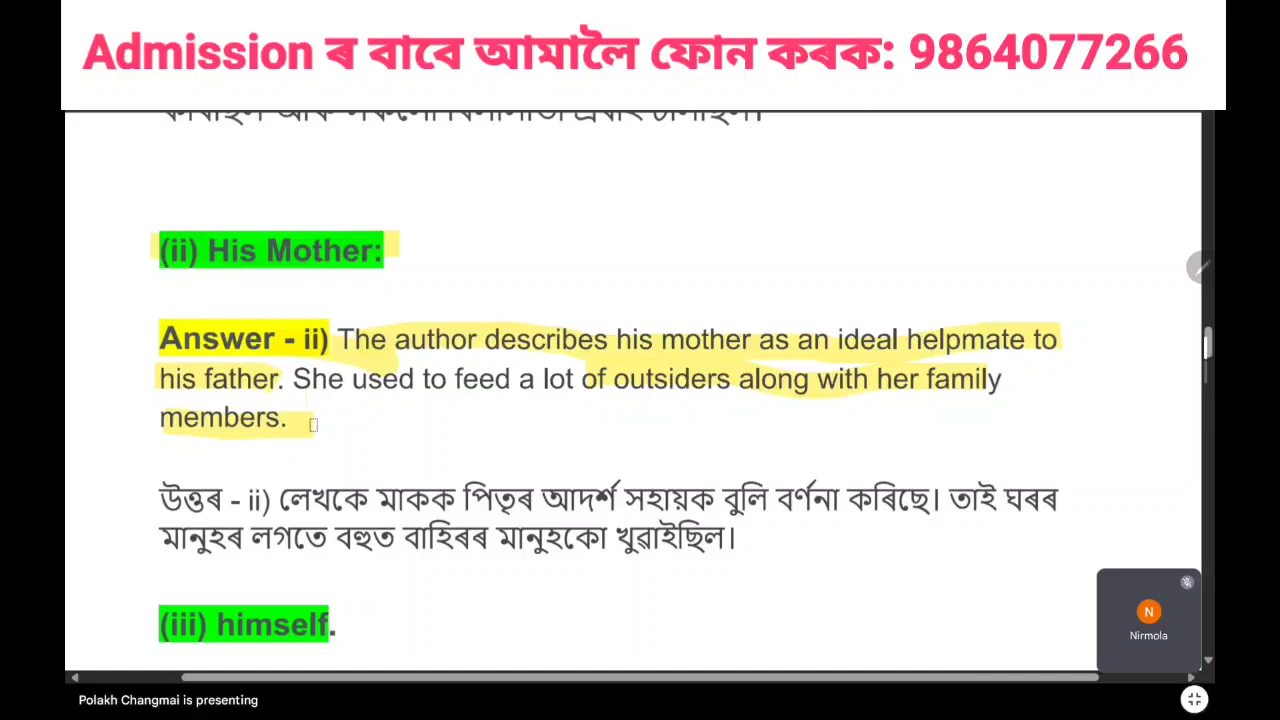 Admission ৰ বাবে আমালৈ ফোন কৰক: 9864077266
(ii) His Mother:
Answer - ii) The author describes his mother as an ideal helpmate to
his father. She used to feed a lot of outsiders along with her family
members.
উত্তৰ - ii) লেখকে মাকক পিতৃৰ আদৰ্শ সহায়ক বুলি বৰ্ণনা কৰিছে। তাই ঘৰৰ
মানুহৰ লগতে বহুত বাহিৰৰ মানুহকো খুৱাইছিল।
(iii) himself.
N
Nirmola
Polakh Changmai is presenting